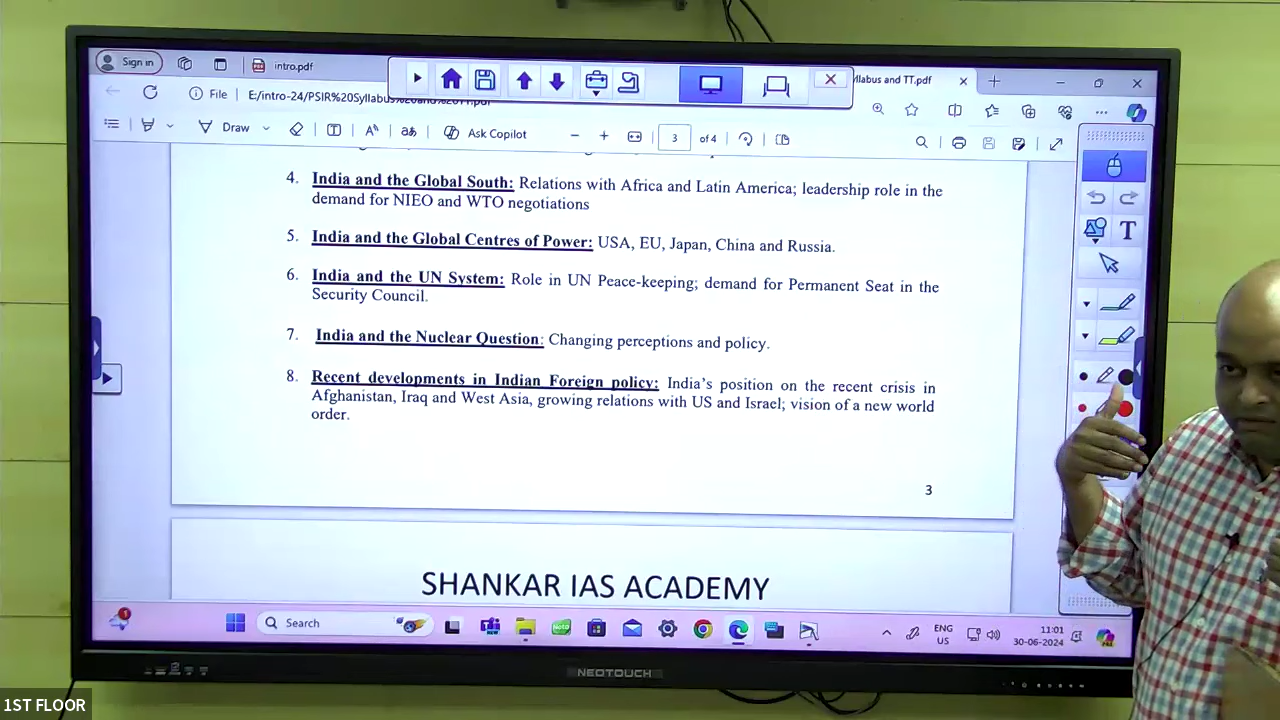 Sign in
intro.pdf
llabus and TT.pdf
File
E:/intro-24/PSIR%20Syllabus%20and%20TT.pdf
Draw
Ask Copilot
3 of 4
4. India and the Global South: Relations with Africa and Latin America; leadership role in the
demand for NIEO and WTO negotiations
5. India and the Global Centres of Power: USA, EU, Japan, China and Russia.
6. India and the UN System: Role in UN Peace-keeping; demand for Permanent Seat in the
Security Council.
7. India and the Nuclear Question: Changing perceptions and policy.
8. Recent developments in Indian Foreign policy: India's position on the recent crisis in
Afghanistan, Iraq and West Asia, growing relations with US and Israel; vision of a new world
order.
3
SHANKAR IAS ACADEMY
Search
ENG
US
11:01
30-06-2024
NEOTOUCH
1ST FLOOR